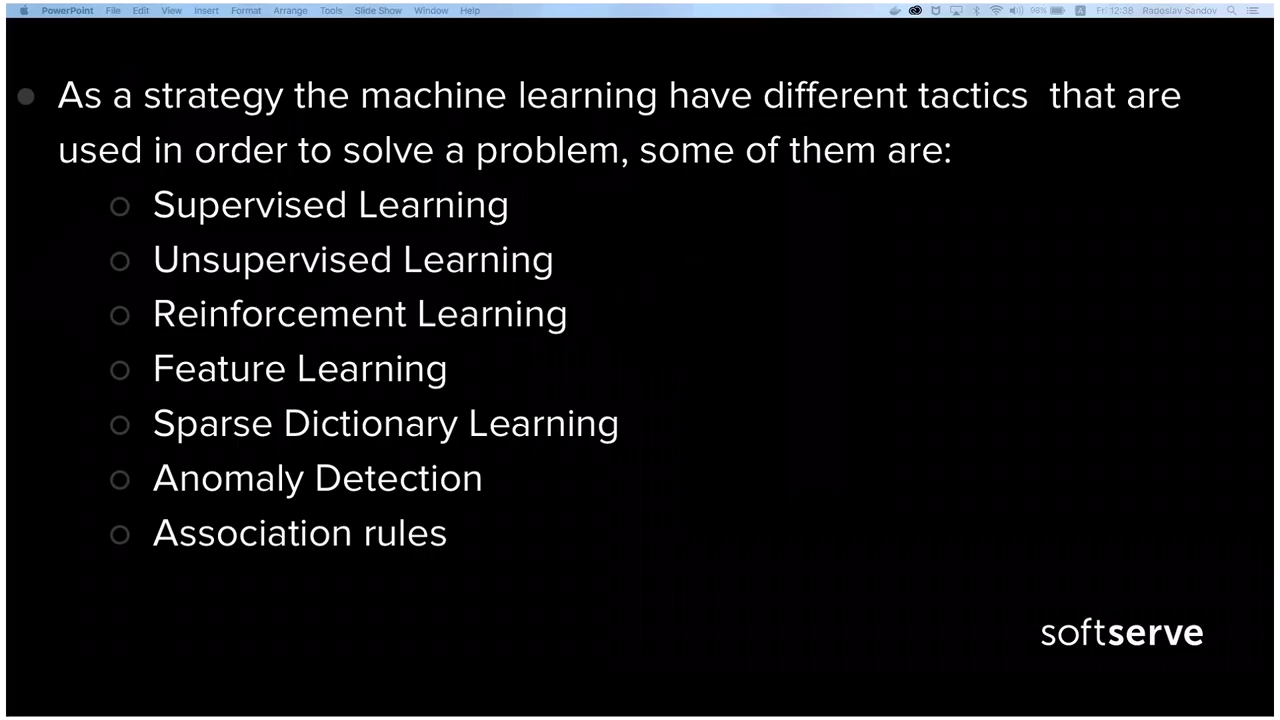 PowerPoint File Edit View Insert Format Arrange Tools Slide Show Window Help 98% A Fri 12:38 Radoslav Sandov
As a strategy the machine learning have different tactics that are
used in order to solve a problem, some of them are:
Supervised Learning
Unsupervised Learning
Reinforcement Learning
Feature Learning
Sparse Dictionary Learning
Anomaly Detection
Association rules
softserve